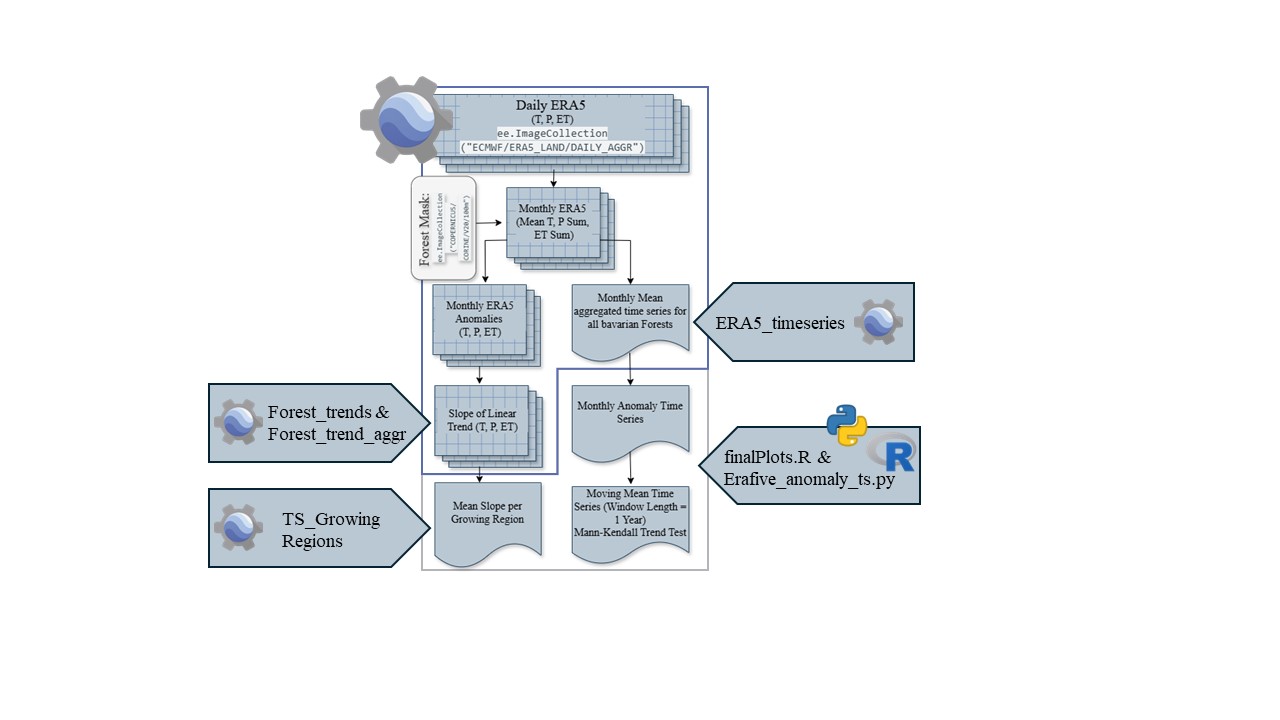 Daily ERA5
(T, P, ET)
ee.ImageCollection
("ECMWF/ERA5_LAND/DAILY_AGGR")
Forest Mask:
ee.ImageCollection
("COPERNICUS/
CORINE/V20/100m")
Monthly ERA5
(Mean T, P Sum,
ET Sum)
Monthly ERA5
Anomalies
(T, P, ET)
Monthly Mean
aggregated time series for
all bavarian Forests
ERA5_timeseries
Forest_trends &
Forest_trend_aggr
Slope of Linear
Trend (T, P, ET)
Monthly Anomaly Time
Series
finalPlots.R &
Erafive_anomaly_ts.py
R
TS_Growing
Regions
Mean Slope per
Growing Region
Moving Mean Time
Series (Window Length =
1 Year)
Mann-Kendall Trend Test